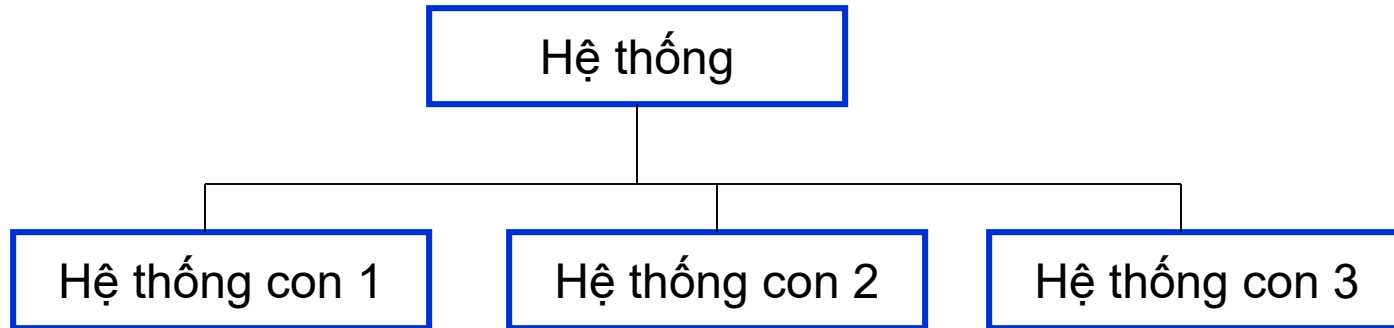 Hệ thống
Hệ thống con 1
Hệ thống con 2
Hệ thống con 3